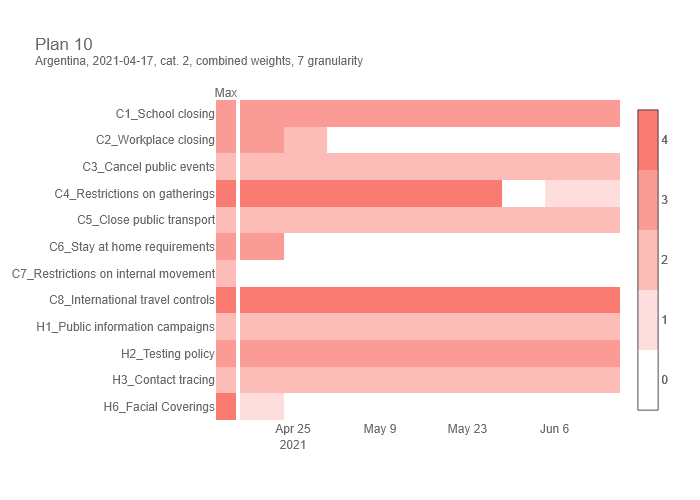 Plan 10
Argentina, 2021-04-17, cat. 2, combined weights, 7 granularity
Max
C1_School closing
C2_Workplace closing
C3_Cancel public events
C4_Restrictions on gatherings
C5_Close public transport
C6_Stay at home requirements
C7_Restrictions on internal movement
C8_International travel controls
H1_Public information campaigns
H2_Testing policy
H3_Contact tracing
H6_Facial Coverings
Apr 25
2021
May 9
May 23
Jun 6
4
3
2
1
0